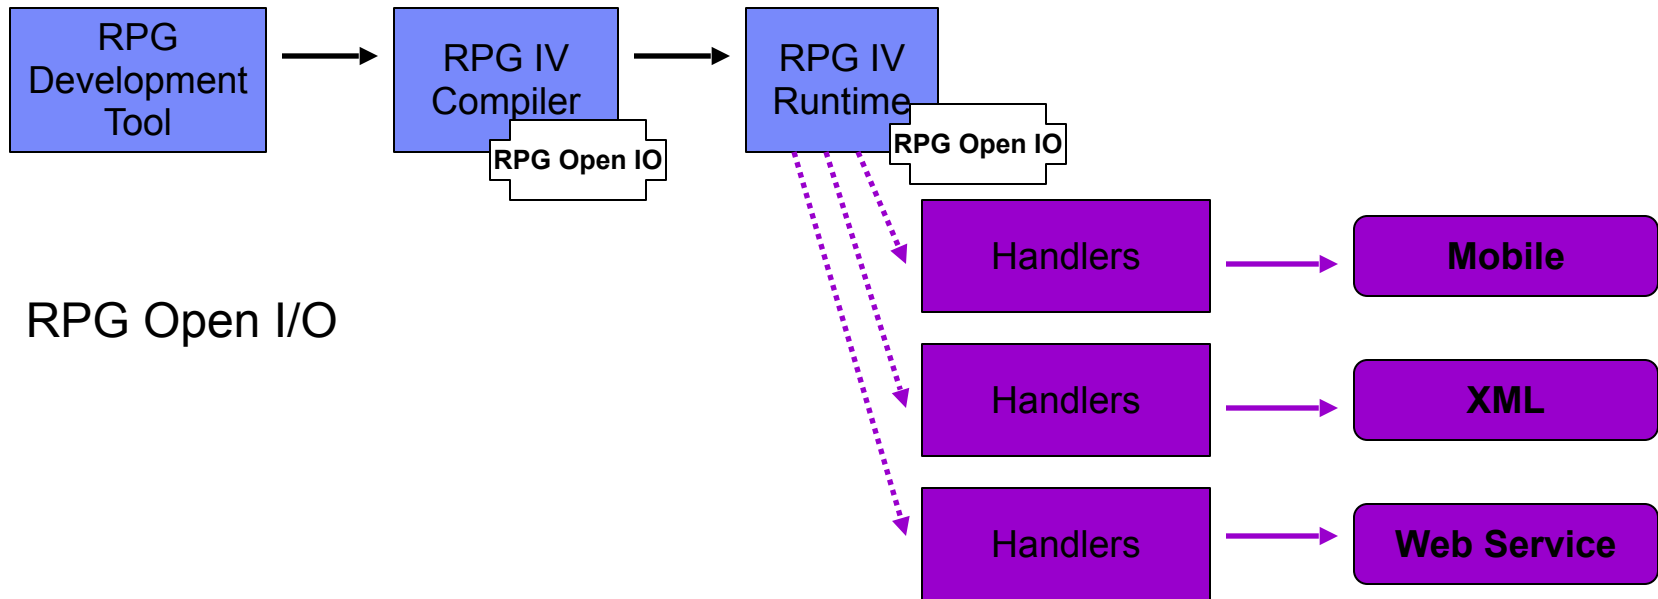 RPG
Development
Tool
RPG IV
Compiler
RPG Open IO
RPG IV
Runtime
RPG Open IO
Handlers
Mobile
RPG Open I/O
Handlers
XML
Handlers
Web Service